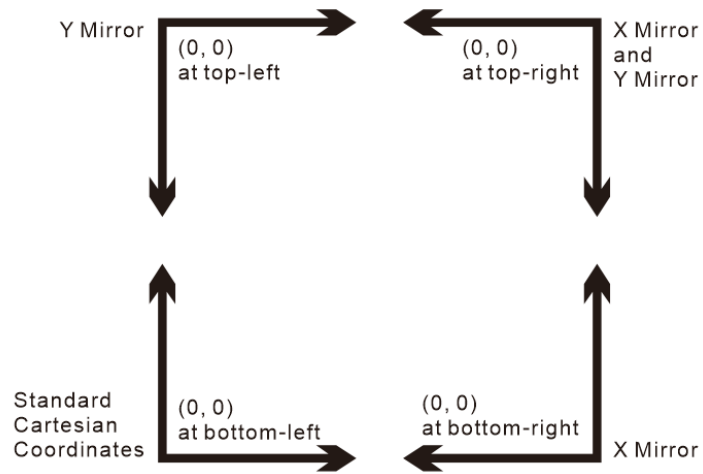 Y Mirror
(0, 0)
at top-left
(0, 0)
at top-right
X Mirror
and
Y Mirror
Standard
Cartesian
Coordinates
(0, 0)
at bottom-left
(0, 0)
at bottom-right
X Mirror